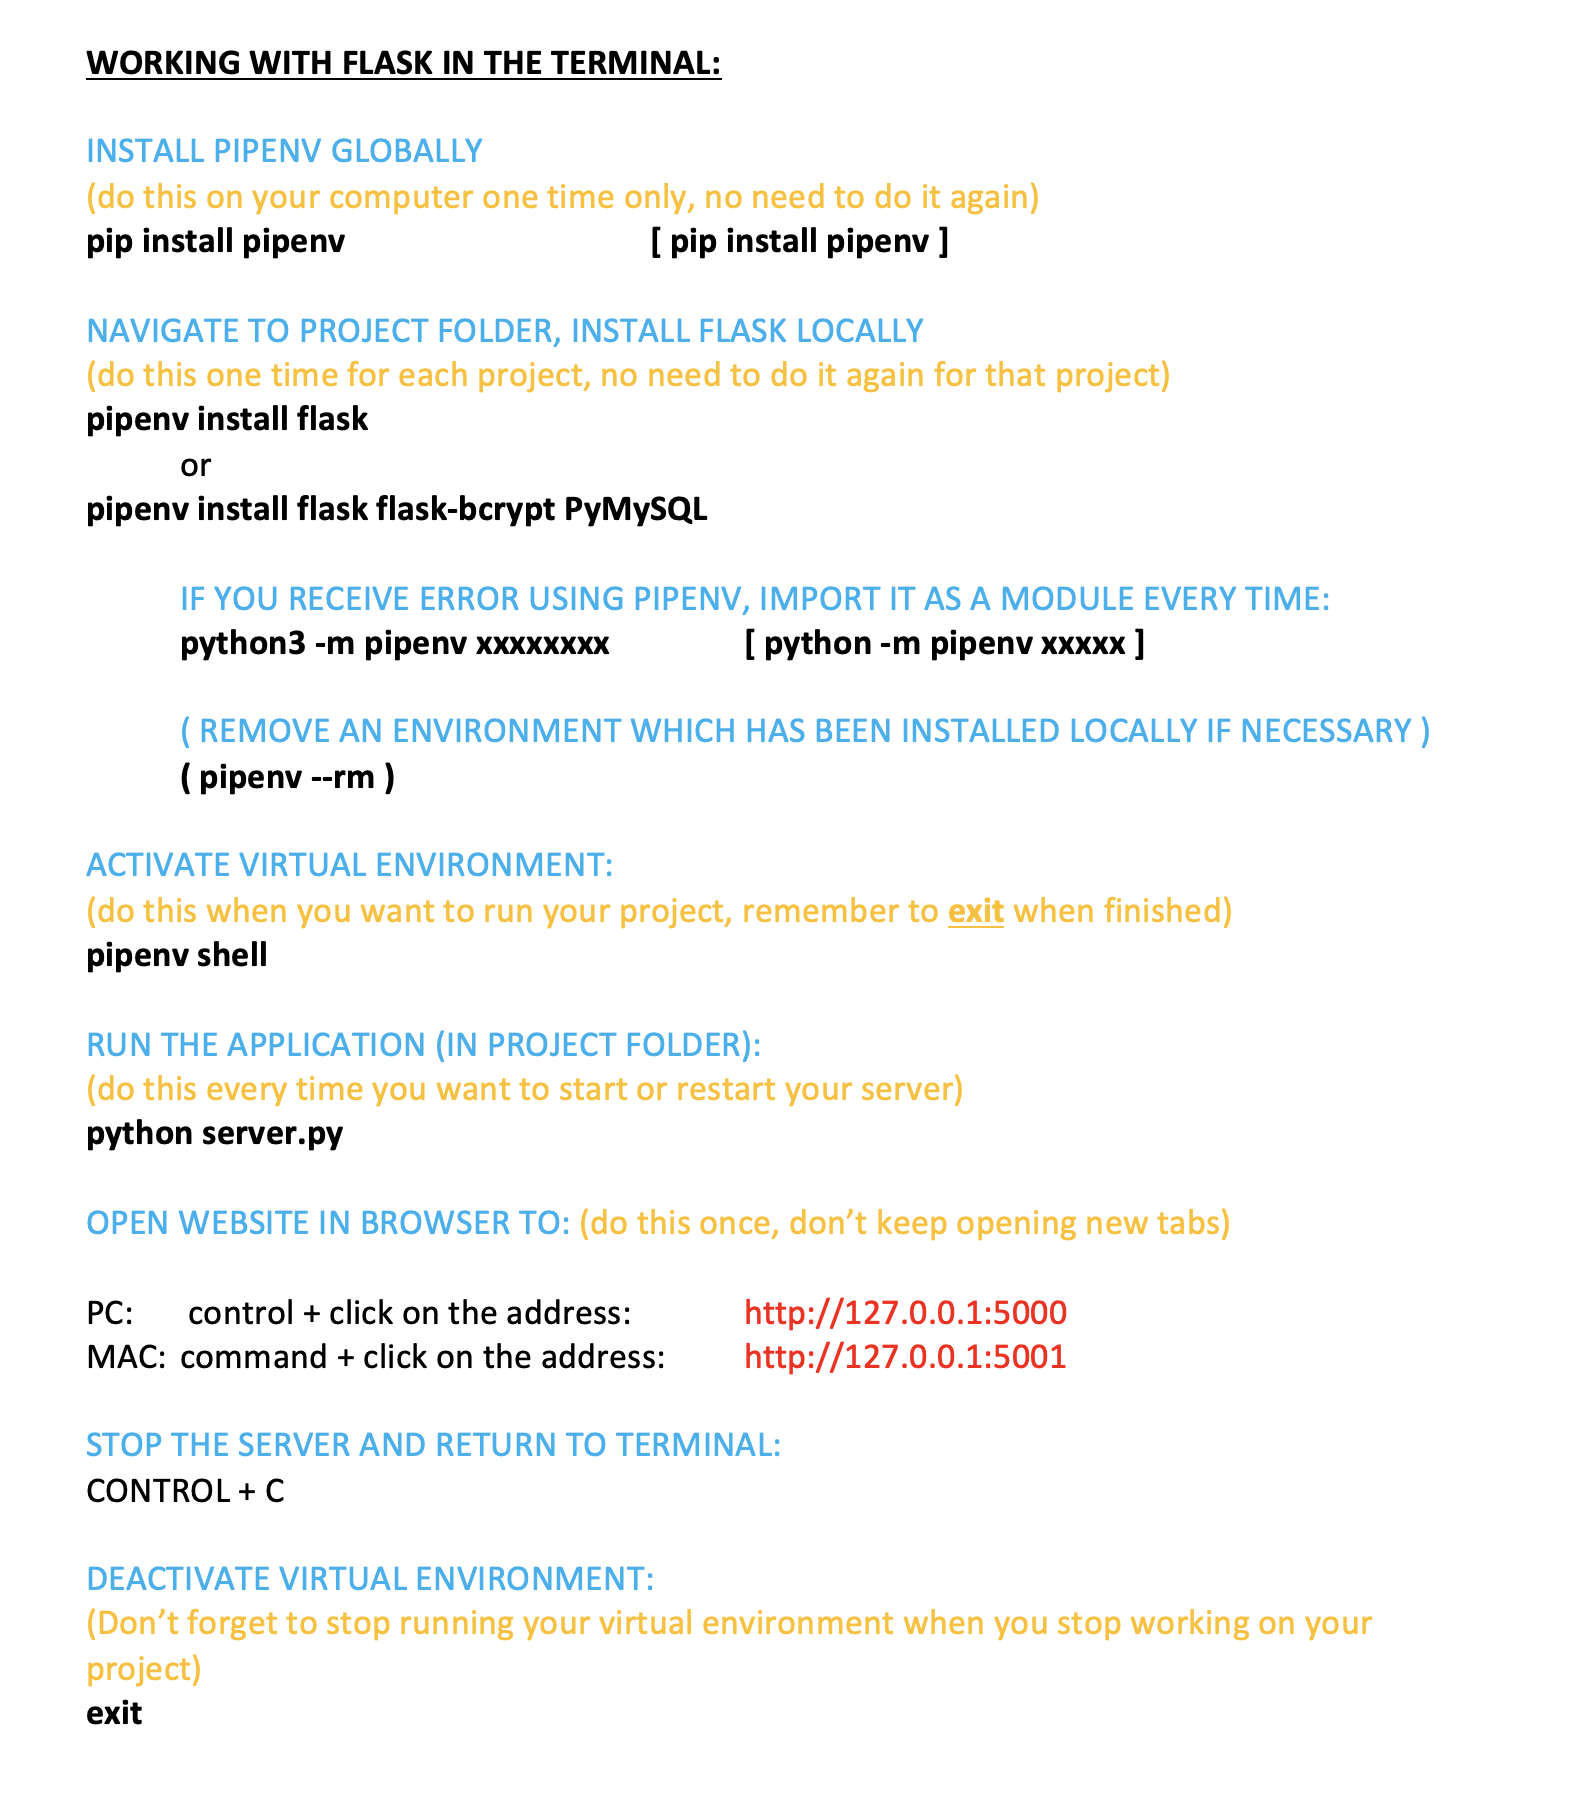 WORKING WITH FLASK IN THE TERMINAL:
INSTALL PIPENV GLOBALLY
(do this on your computer one time only, no need to do it again)
pip install pipenv [ pip install pipenv ]
NAVIGATE TO PROJECT FOLDER, INSTALL FLASK LOCALLY
(do this one time for each project, no need to do it again for that project)
pipenv install flask
or
pipenv install flask flask-bcrypt PyMySQL
IF YOU RECEIVE ERROR USING PIPENV, IMPORT IT AS A MODULE EVERY TIME:
python3 -m pipenv xxxxxxxx [ python -m pipenv xxxxx ]
( REMOVE AN ENVIRONMENT WHICH HAS BEEN INSTALLED LOCALLY IF NECESSARY )
( pipenv --rm )
ACTIVATE VIRTUAL ENVIRONMENT:
(do this when you want to run your project, remember to exit when finished)
pipenv shell
RUN THE APPLICATION (IN PROJECT FOLDER):
(do this every time you want to start or restart your server)
python server.py
OPEN WEBSITE IN BROWSER TO: (do this once, don’t keep opening new tabs)
PC: control + click on the address: http://127.0.0.1:5000
MAC: command + click on the address: http://127.0.0.1:5001
STOP THE SERVER AND RETURN TO TERMINAL:
CONTROL + C
DEACTIVATE VIRTUAL ENVIRONMENT:
(Don’t forget to stop running your virtual environment when you stop working on your
project)
exit